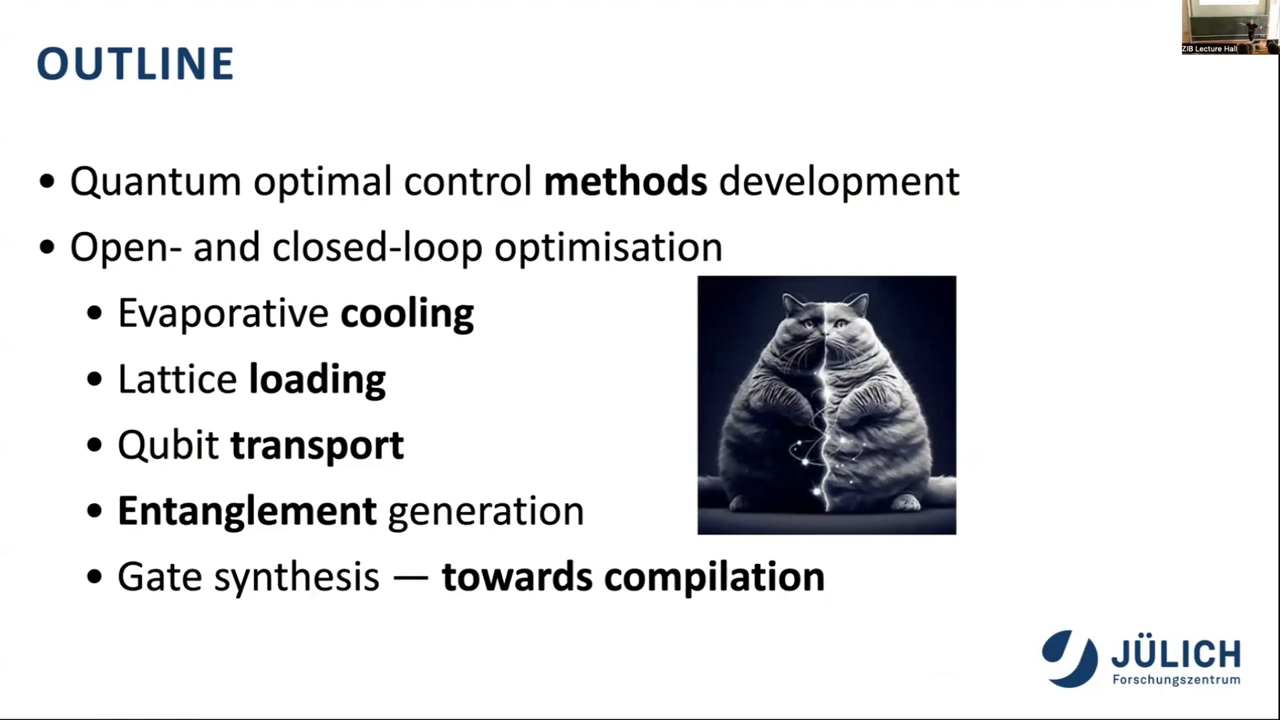 ZIB Lecture Hall
OUTLINE
• Quantum optimal control methods development
• Open- and closed-loop optimisation
• Evaporative cooling
• Lattice loading
• Qubit transport
• Entanglement generation
• Gate synthesis — towards compilation
JÜLICH
Forschungszentrum